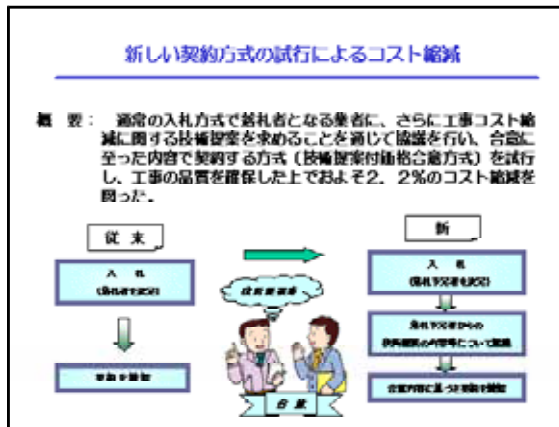 新しい契約方式の試行によるコスト縮減
概 要： 通常の入札方式で落札者となる業者に、さらに工事コスト縮
減に関する技術提案を求めることを通じて協議を行い、合意に
至った内容で契約する方式（技術提案付価格合意方式）を試行
し、工事の品質を確保した上でおよそ２．２％のコスト縮減を
図った。
従 来
新
入 札
入 札
技術提案等
合 意